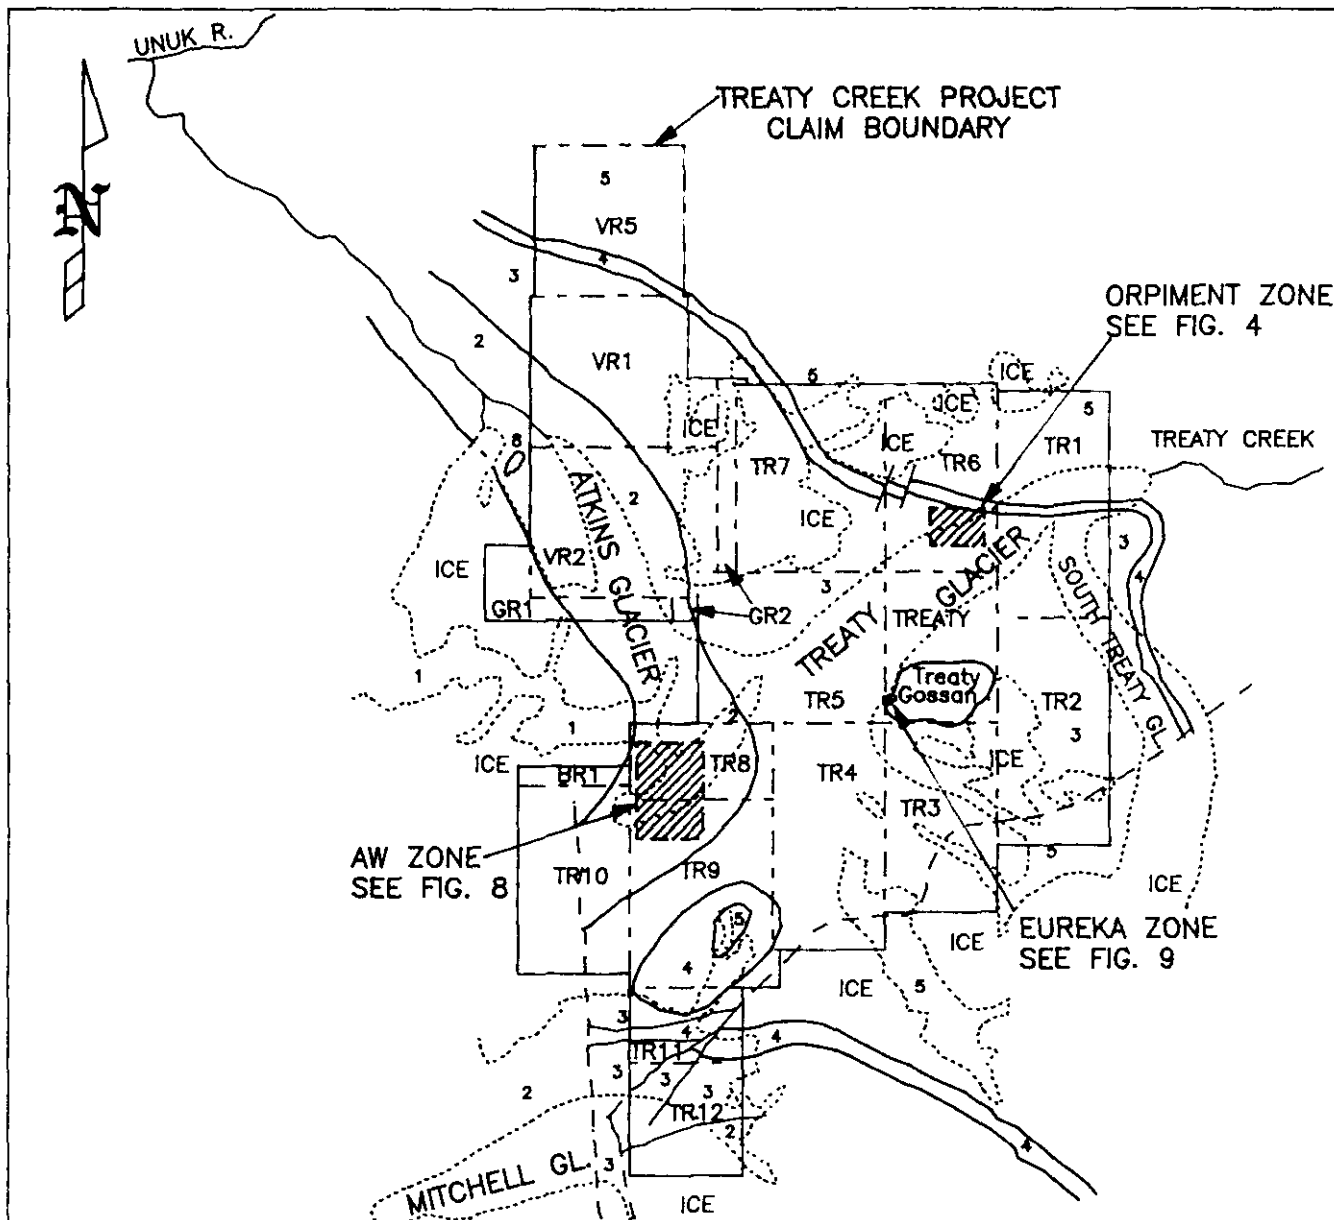 UNUK R.
TREATY CREEK PROJECT
CLAIM BOUNDARY
N
5
VR5
4
3
ORPIMENT ZONE
SEE FIG. 4
2
VR1
5
ICE
ICE
5
ICE
ICE
TR1
TREATY CREEK
6
TR7
TR6
2
ICE
ATKINS GLACIER
3
ICE
VR2
4
GR1
GR2
3
TREATY GLACIER
TREATY
SOUTH TREATY GL.
1
Treaty
Gossan
TR5
TR2
3
1
2
ICE
BR1
TR8
TR4
ICE
TR3
AW ZONE
SEE FIG. 8
TR10
TR9
5
ICE
5
EUREKA ZONE
SEE FIG. 9
ICE
4
ICE
5
3
4
4
TR11
3
3
3
2
TR12
2
4
MITCHELL GL.
3
ICE